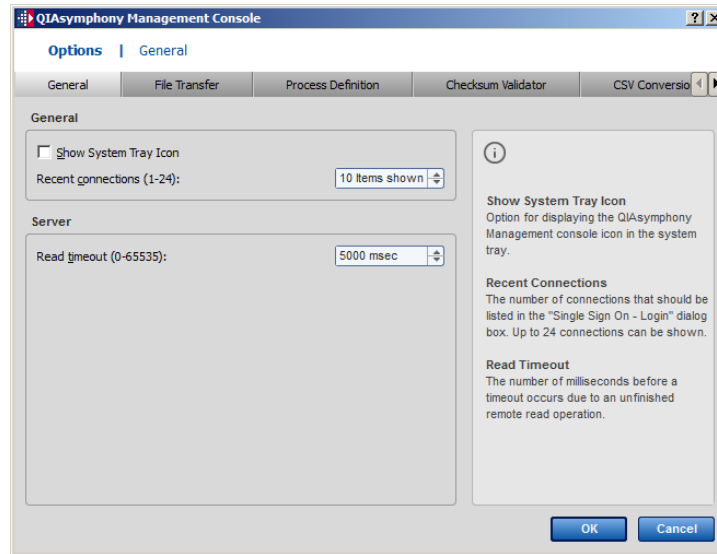 QIAsymphony Management Console
Options | General
General File Transfer Process Definition Checksum Validator CSV Conversio
General
Show System Tray Icon
Recent connections (1-24): 10 Items shown
Server
Read timeout (0-65535): 5000 msec
Show System Tray Icon
Option for displaying the QIAsymphony
Management console icon in the system
tray.
Recent Connections
The number of connections that should be
listed in the "Single Sign On - Login" dialog
box. Up to 24 connections can be shown.
Read Timeout
The number of milliseconds before a
timeout occurs due to an unfinished
remote read operation.
OK Cancel